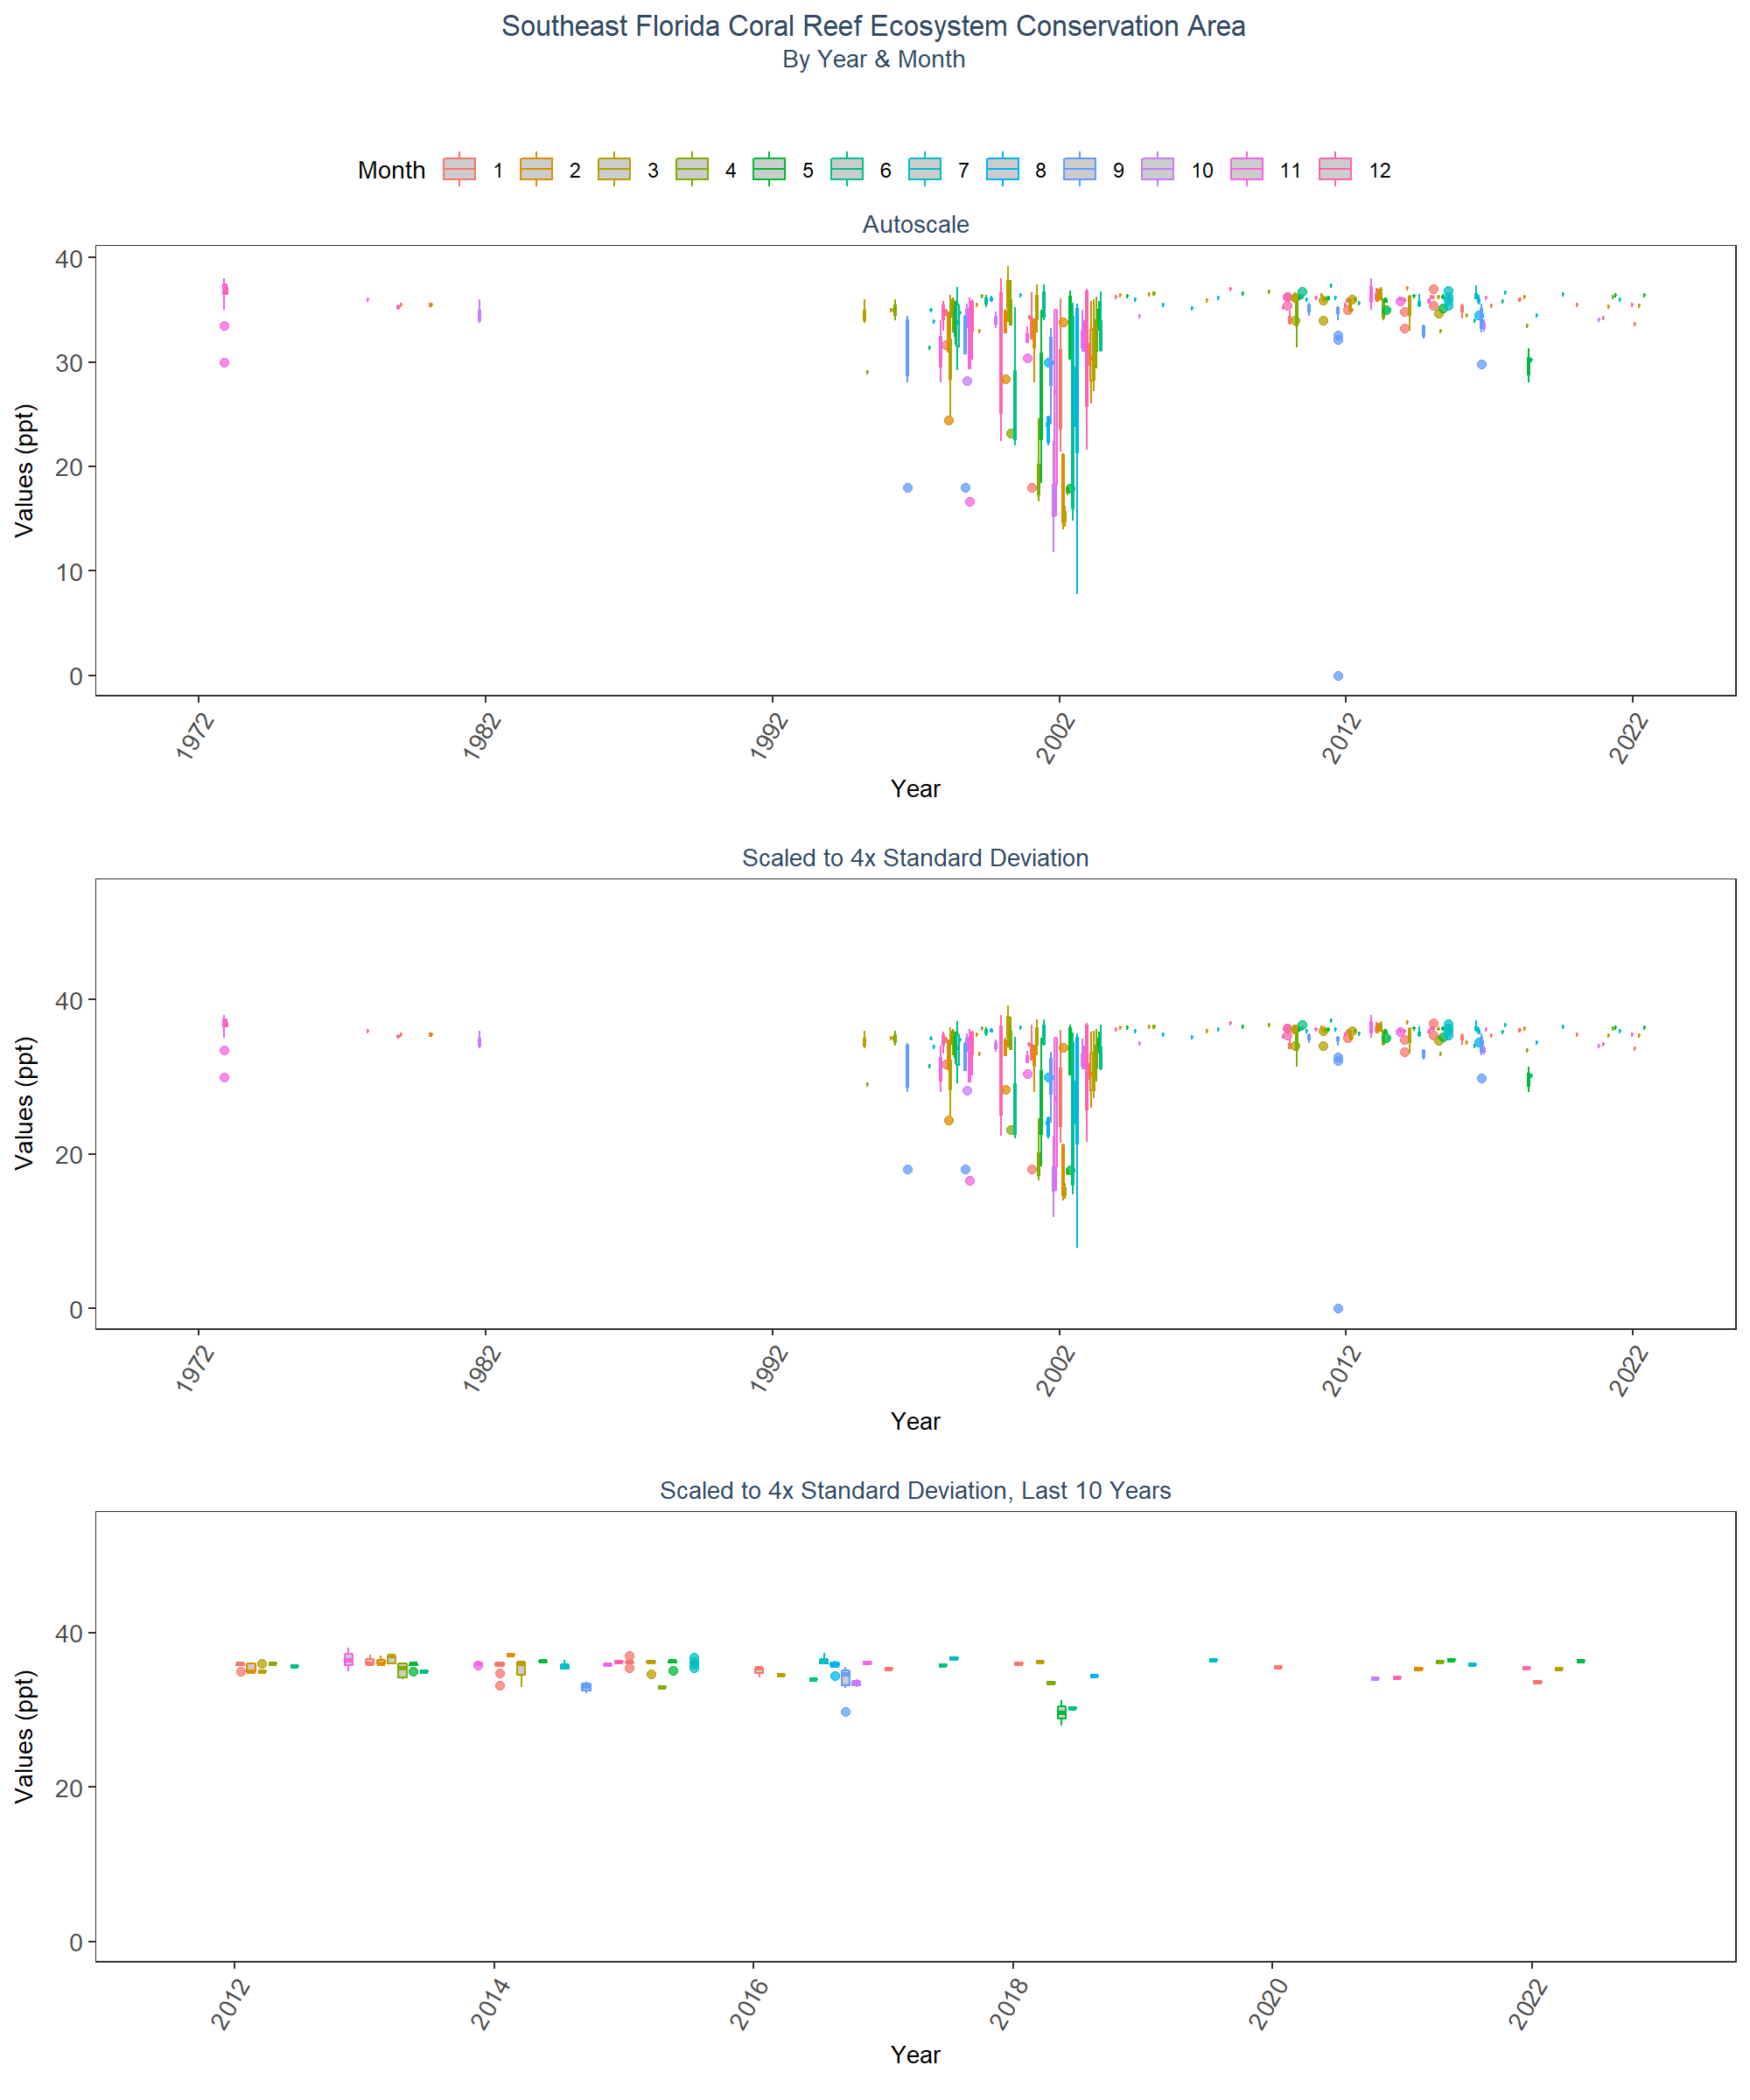 Southeast Florida Coral Reef Ecosystem Conservation Area
By Year & Month
Month 1 2 3 4 5 6 7 8 9 10 11 12
Autoscale
Values (ppt)
40
30
20
10
0
1972 1982 1992 2002 2012 2022
Year
Scaled to 4x Standard Deviation
Values (ppt)
40
20
0
1972 1982 1992 2002 2012 2022
Year
Scaled to 4x Standard Deviation, Last 10 Years
Values (ppt)
40
20
0
2012 2014 2016 2018 2020 2022
Year